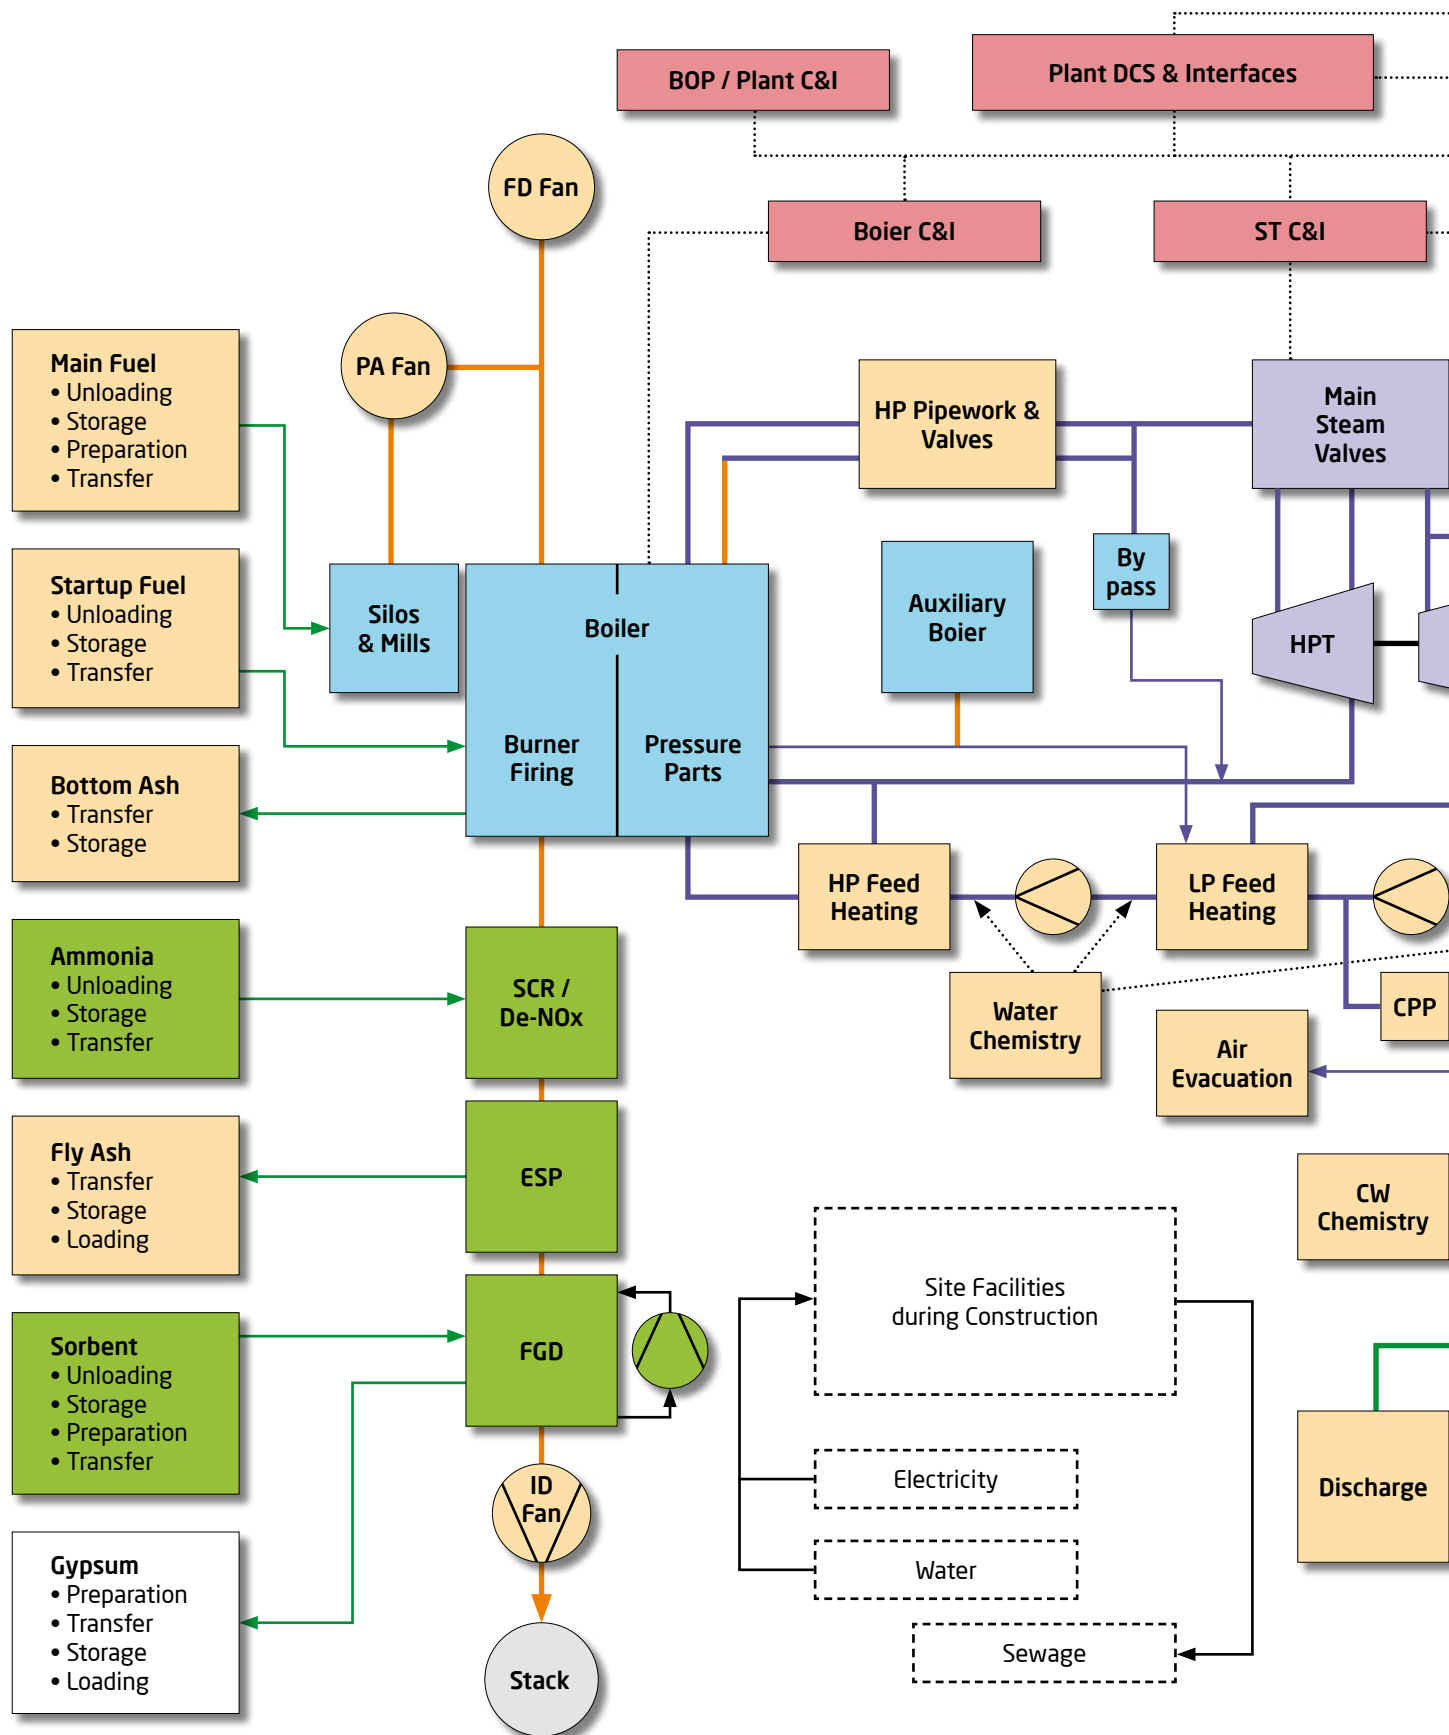 BOP / Plant C&I
Plant DCS & Interfaces
FD Fan
Boier C&I
ST C&I
PA Fan
Main Fuel
• Unloading
• Storage
• Preparation
• Transfer
HP Pipework &
Valves
Main
Steam
Valves
Startup Fuel
• Unloading
• Storage
• Transfer
Silos
& Mills
Boiler
Burner
Firing
Pressure
Parts
Auxiliary
Boier
By
pass
HPT
Bottom Ash
• Transfer
• Storage
HP Feed
Heating
LP Feed
Heating
Ammonia
• Unloading
• Storage
• Transfer
SCR /
De-NOx
Water
Chemistry
CPP
Air
Evacuation
Fly Ash
• Transfer
• Storage
• Loading
ESP
CW
Chemistry
Site Facilities
during Construction
Sorbent
• Unloading
• Storage
• Preparation
• Transfer
FGD
Electricity
Discharge
ID
Fan
Water
Gypsum
• Preparation
• Transfer
• Storage
• Loading
Sewage
Stack